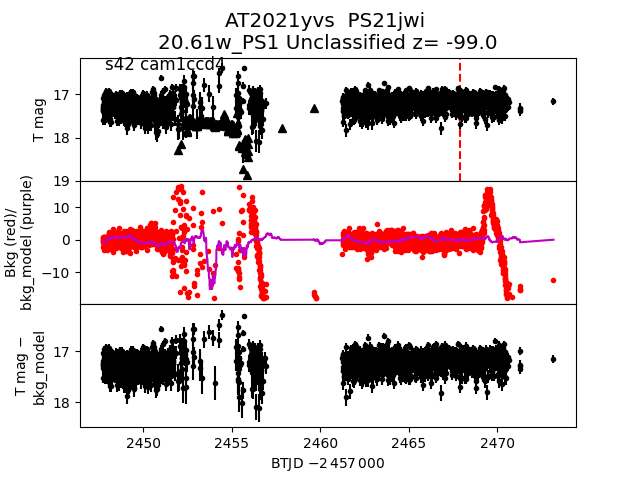 AT2021yvs  PS21jwi
20.61w_PS1 Unclassified z= -99.0
s42 cam1ccd4
T mag
17
18
19
Bkg (red)/
bkg_model (purple)
10
0
−10
T mag −
bkg_model
17
18
2450 2455 2460 2465 2470
BTJD −2 457 000